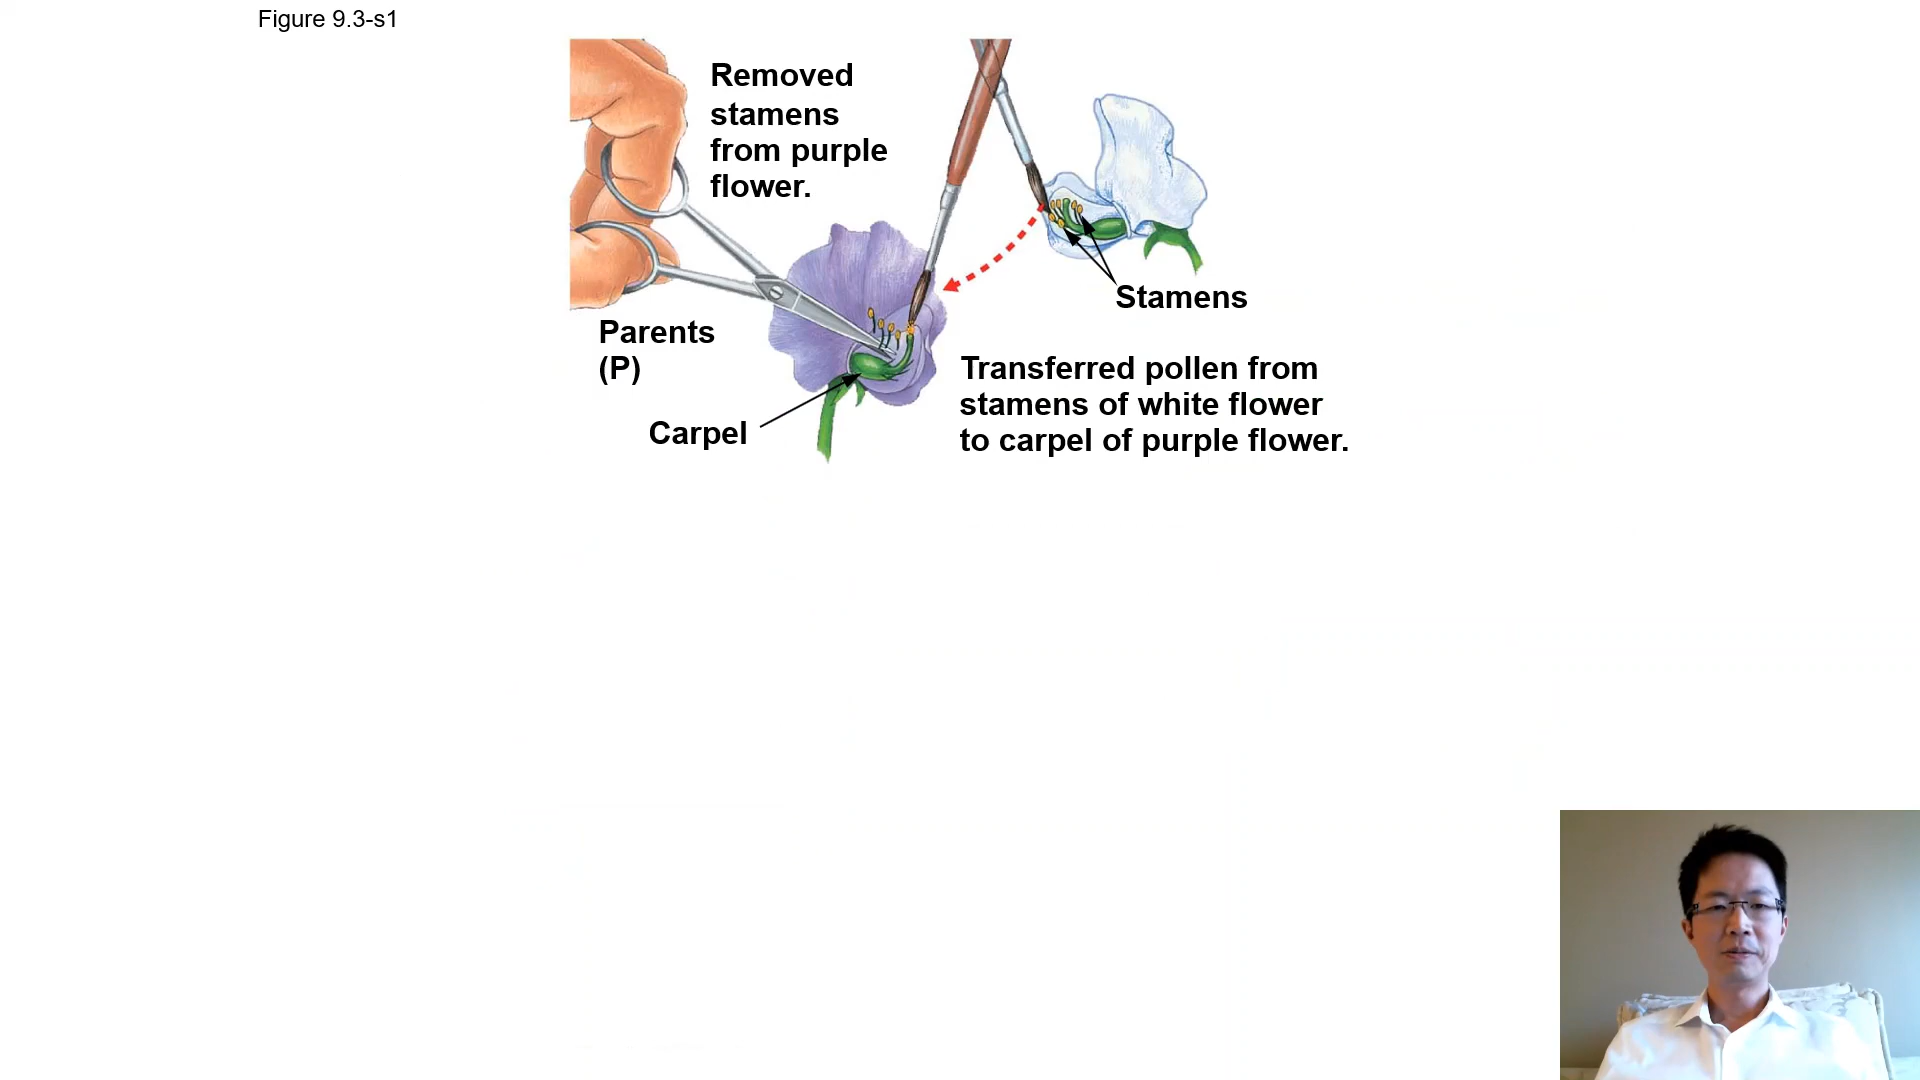 Figure 9.3-s1
Removed
stamens
from purple
flower.
Stamens
Parents
(P)
Carpel
Transferred pollen from
stamens of white flower
to carpel of purple flower.